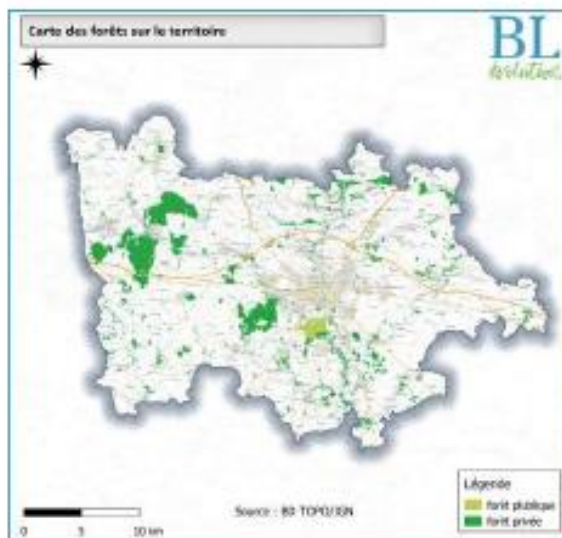 Carte des forêts sur le territoire
BL
évolution
Légende
forêt publique
forêt privée
0 5 10 km
Source : BD TOPO/IGN